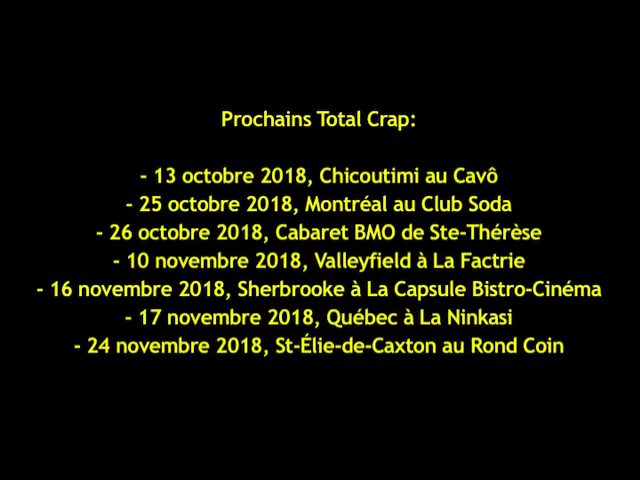 Prochains Total Crap:
- 13 octobre 2018, Chicoutimi au Cavô
- 25 octobre 2018, Montréal au Club Soda
- 26 octobre 2018, Cabaret BMO de Ste-Thérèse
- 10 novembre 2018, Valleyfield à La Factrie
- 16 novembre 2018, Sherbrooke à La Capsule Bistro-Cinéma
- 17 novembre 2018, Québec à La Ninkasi
- 24 novembre 2018, St-Élie-de-Caxton au Rond Coin